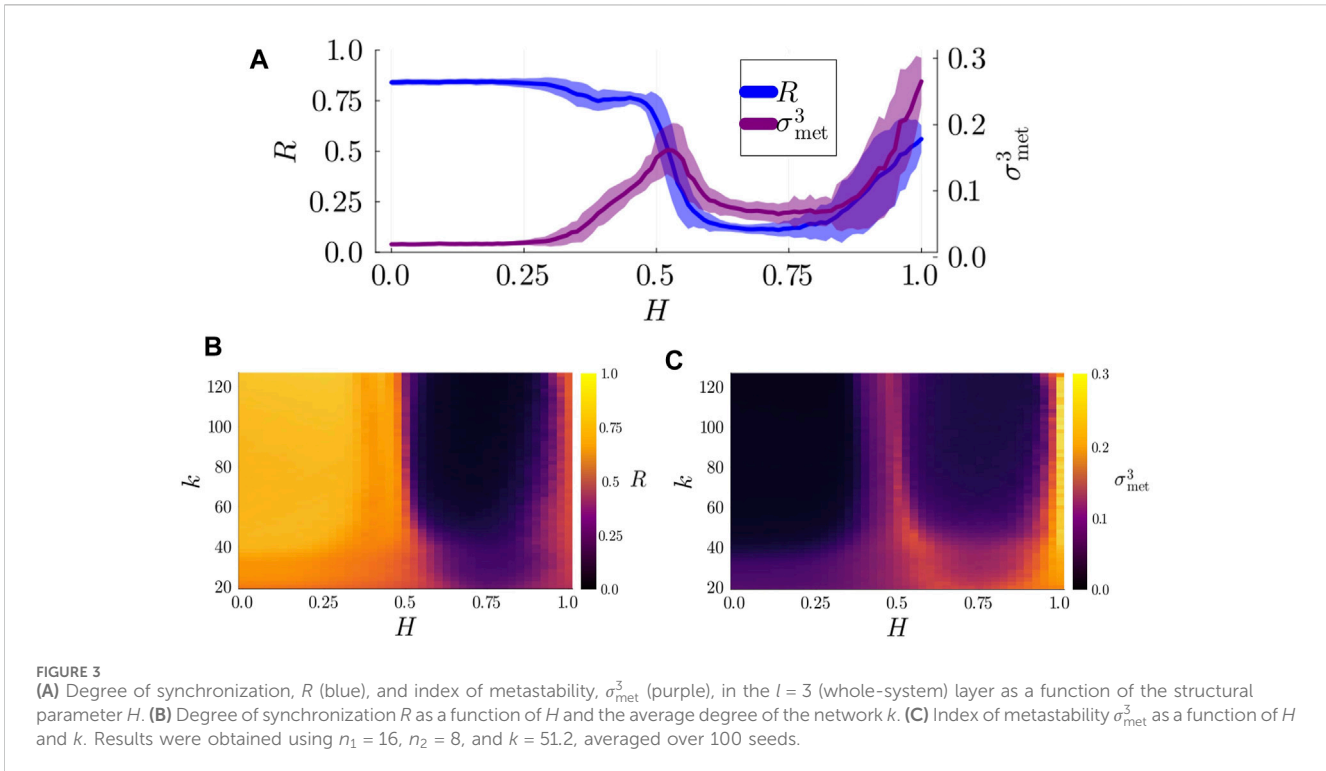 A
1.0
0.75
0.5
0.25
0.0
R
0.3
0.2
0.1
0.0
σ³met
R
σ³met
0.0 0.25 0.5 0.75 1.0
H
B
120
100
80
60
40
20
k
0.0 0.25 0.5 0.75 1.0
H
1.0
0.75
0.5
0.25
0.0
R
C
120
100
80
60
40
20
k
0.0 0.25 0.5 0.75 1.0
H
0.3
0.2
0.1
0.0
σ³met
FIGURE 3
(A) Degree of synchronization, R (blue), and index of metastability, σ³met (purple), in the l = 3 (whole-system) layer as a function of the structural
parameter H. (B) Degree of synchronization R as a function of H and the average degree of the network k. (C) Index of metastability σ³met as a function of H
and k. Results were obtained using n₁ = 16, n₂ = 8, and k = 51.2, averaged over 100 seeds.